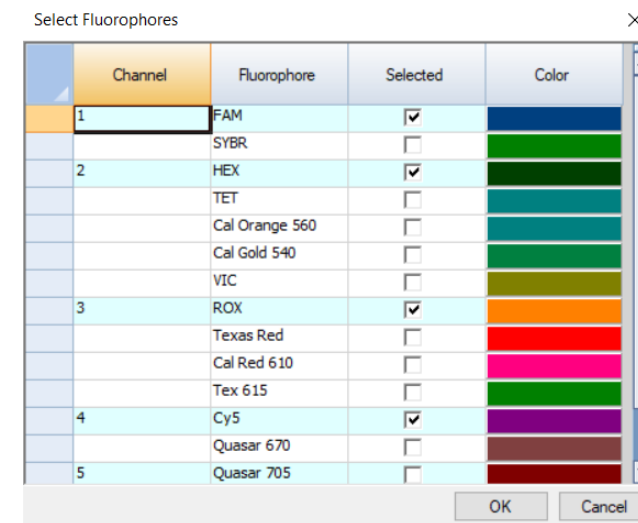 Select Fluorophores
Channel Fluorophore Selected Color
1 FAM
SYBR
2 HEX
TET
Cal Orange 560
Cal Gold 540
VIC
3 ROX
Texas Red
Cal Red 610
Tex 615
4 Cy5
Quasar 670
5 Quasar 705
OK Cancel